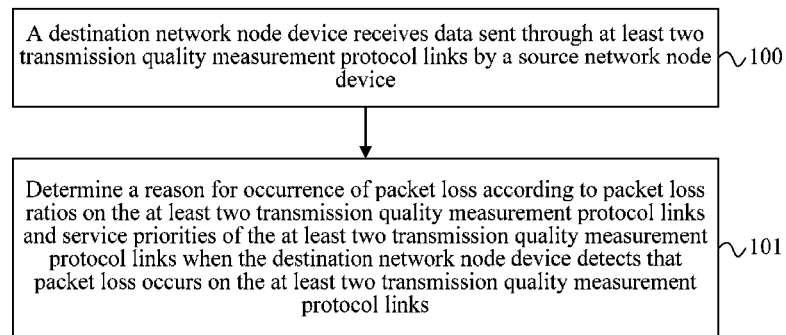 A destination network node device receives data sent through at least two
transmission quality measurement protocol links by a source network node
device
100
Determine a reason for occurrence of packet loss according to packet loss
ratios on the at least two transmission quality measurement protocol links
and service priorities of the at least two transmission quality measurement
protocol links when the destination network node device detects that
packet loss occurs on the at least two transmission quality measurement
protocol links
101